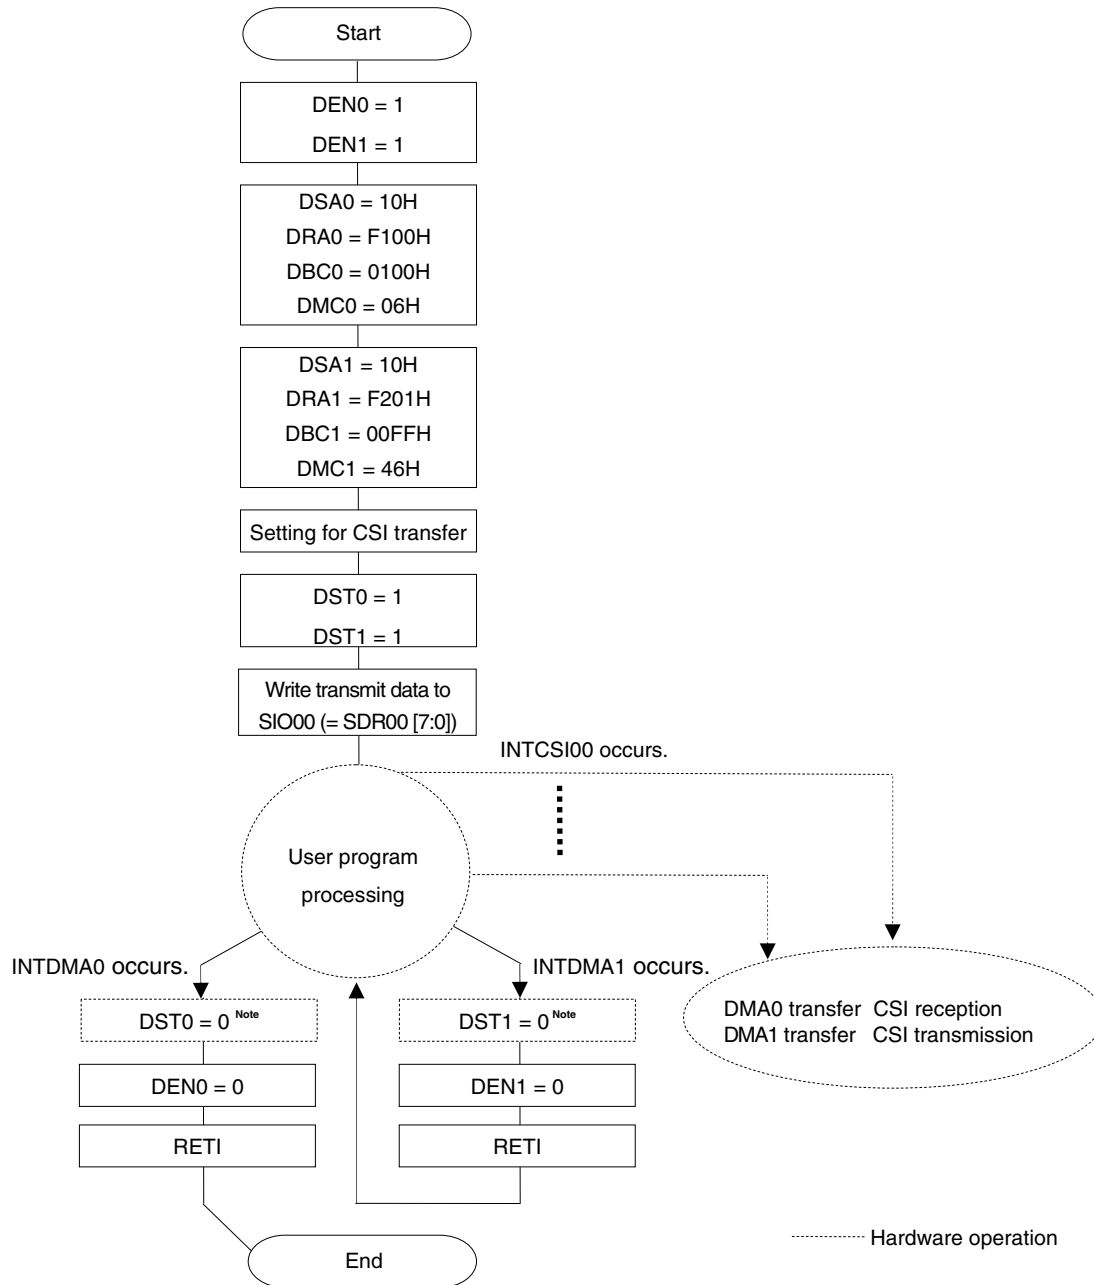 Start
DEN0 = 1
DEN1 = 1
DSA0 = 10H
DRA0 = F100H
DBC0 = 0100H
DMC0 = 06H
DSA1 = 10H
DRA1 = F201H
DBC1 = 00FFH
DMC1 = 46H
Setting for CSI transfer
DST0 = 1
DST1 = 1
Write transmit data to
SIO00 (= SDR00 [7:0])
INTCSI00 occurs.
User program
processing
INTDMA0 occurs.
INTDMA1 occurs.
DST0 = 0 Note
DST1 = 0 Note
DMA0 transfer CSI reception
DMA1 transfer CSI transmission
DEN0 = 0
DEN1 = 0
RETI
RETI
Hardware operation
End